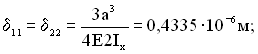 δ₁₁ = δ₂₂ = 3a³ / 4E2Iₓ = 0,4335·10⁻⁶ м;